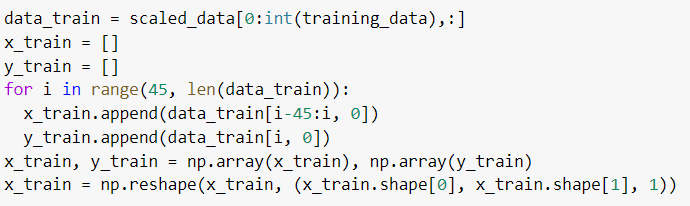 data_train = scaled_data[0:int(training_data),:]
x_train = []
y_train = []
for i in range(45, len(data_train)):
  x_train.append(data_train[i-45:i, 0])
  y_train.append(data_train[i, 0])
x_train, y_train = np.array(x_train), np.array(y_train)
x_train = np.reshape(x_train, (x_train.shape[0], x_train.shape[1], 1))